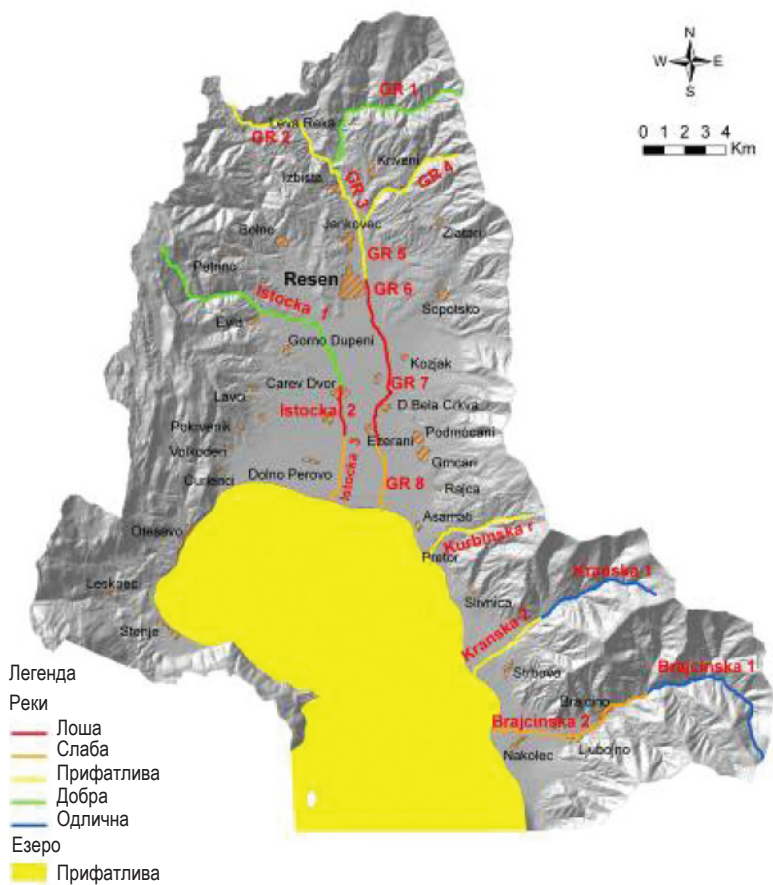 N
W E
S
0 1 2 3 4
Km
GR 1
Leva Reka
GR 2
Kriveni
GR 4
Izbista
GR 3
Jankovec
Zlatari
Bolno
GR 5
Resen
GR 6
Sopotsko
Istocka 1
Evla
Gorno Dupeni
Kozjak
Carev Dvor
GR 7
Lavci
Istocka 2
D Bela Crkva
Pokrvenik
Ezerani
Podmocani
Volkoderi
Grncari
Curlenci
Dolno Perovo
Istocka 3
GR 8
Rajca
Asamati
Otesevo
Kurbinska r
Pretor
Kranska 1
Leskoec
Slivnica
Stenje
Kranska 2
Strbovo
Brajcinska 1
Brajcino
Brajcinska 2
Nakolec
Ljubojno
Легенда
Реки
Лоша
Слаба
Прифатлива
Добра
Одлична
Езеро
Прифатлива